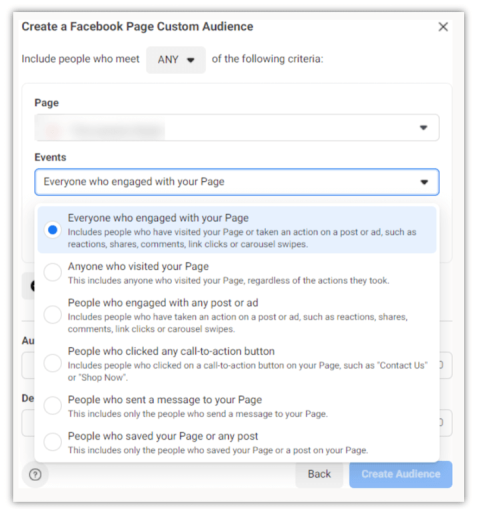 Create a Facebook Page Custom Audience
Include people who meet ANY of the following criteria:
Page
Events
Everyone who engaged with your Page
Everyone who engaged with your Page
Includes people who have visited your Page or taken an action on a post or ad, such as
reactions, shares, comments, link clicks or carousel swipes.
Anyone who visited your Page
This includes anyone who visited your Page, regardless of the actions they took.
People who engaged with any post or ad
Includes people who have taken an action on a post or ad, such as reactions, shares,
comments, link clicks or carousel swipes.
People who clicked any call-to-action button
Includes people who clicked on a call-to-action button on your Page, such as "Contact Us"
or "Shop Now".
Au
People who sent a message to your Page
This includes only the people who send a message to your Page.
De
People who saved your Page or any post
This includes only the people who saved your Page or a post on your Page.
? Back Create Audience